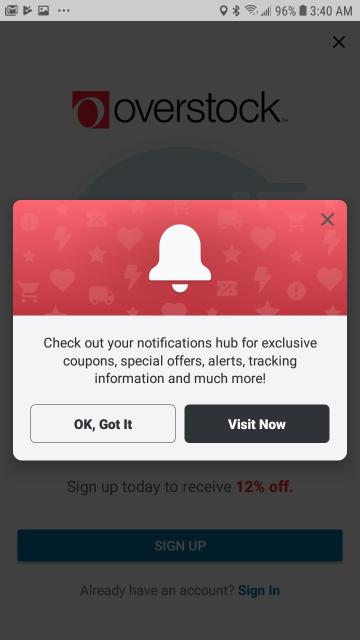 96% 3:40 AM
overstock™
Check out your notifications hub for exclusive
coupons, special offers, alerts, tracking
information and much more!
OK, Got It
Visit Now
Sign up today to receive 12% off.
SIGN UP
Already have an account? Sign In